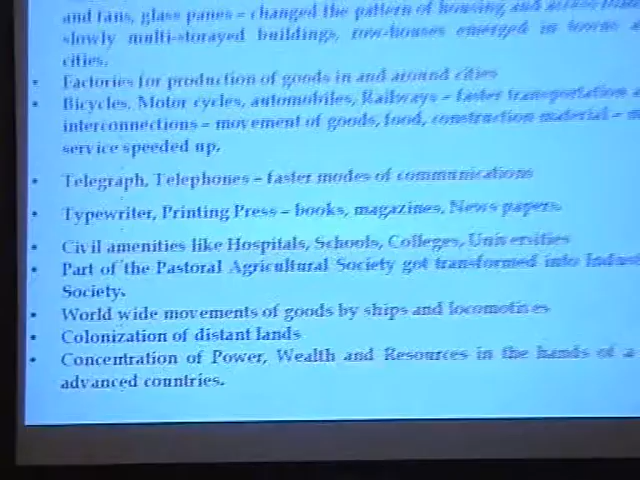 and fans, glass panes – changed the pattern of housing and
slowly multi-storayed buildings, row-houses emerged in towns
cities.
• Factories for production of goods in and around cities
• Bicycles, Motor cycles, automobiles, Railways – faster transportation
interconnections – movement of goods, food, construction material –
service speeded up.
• Telegraph, Telephones – faster modes of communications
• Typewriter, Printing Press – books, magazines, News papers.
• Civil amenities like Hospitals, Schools, Colleges, Universities
• Part of the Pastoral Agricultural Society got transformed into
Society.
• World wide movements of goods by ships and locomotives
• Colonization of distant lands
• Concentration of Power, Wealth and Resources in the hands of a
advanced countries.